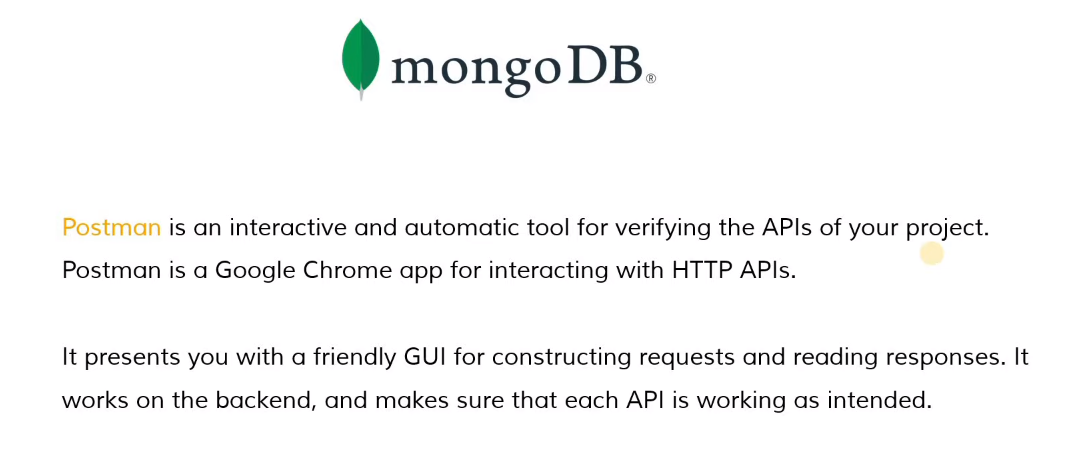 mongoDB®
Postman is an interactive and automatic tool for verifying the APIs of your project.
Postman is a Google Chrome app for interacting with HTTP APIs.
It presents you with a friendly GUI for constructing requests and reading responses. It
works on the backend, and makes sure that each API is working as intended.